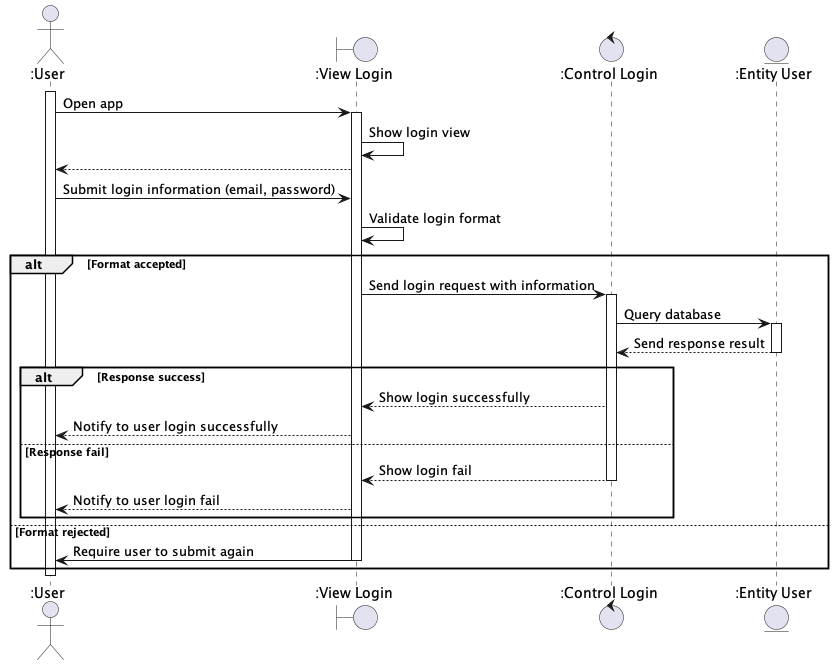 :User
:View Login
:Control Login
:Entity User
Open app
Show login view
Submit login information (email, password)
Validate login format
alt [Format accepted]
Send login request with information
Query database
Send response result
alt [Response success]
Show login successfully
Notify to user login successfully
[Response fail]
Show login fail
Notify to user login fail
[Format rejected]
Require user to submit again
:User
:View Login
:Control Login
:Entity User